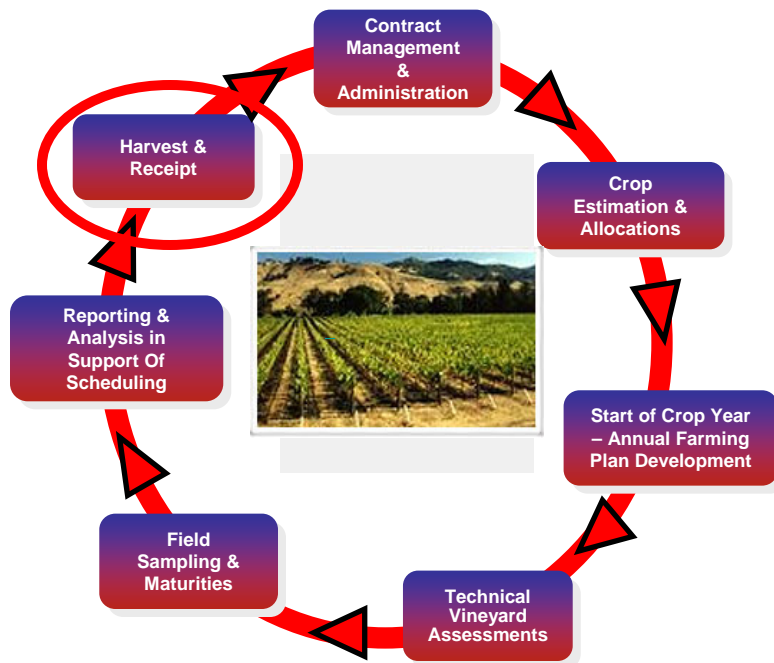 Contract
Management
&
Administration
Harvest &
Receipt
Crop
Estimation &
Allocations
Reporting &
Analysis in
Support Of
Scheduling
Start of Crop Year
– Annual Farming
Plan Development
Field
Sampling &
Maturities
Technical
Vineyard
Assessments